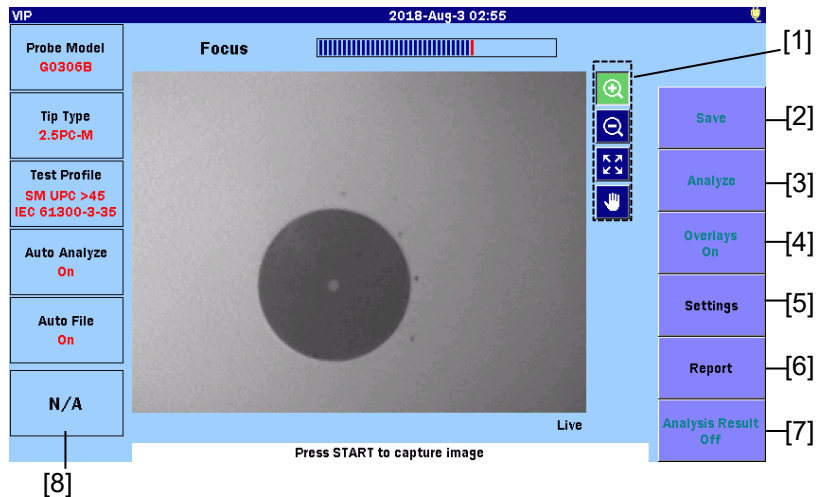 VIP
2018-Aug-3 02:55
Probe Model
G0306B
Tip Type
2.5PC-M
Test Profile
SM UPC >45
IEC 61300-3-35
Auto Analyze
On
Auto File
On
N/A
[8]
Focus
Live
Press START to capture image
[1]
Save
[2]
Analyze
[3]
Overlays
On
[4]
Settings
[5]
Report
[6]
Analysis Result
Off
[7]